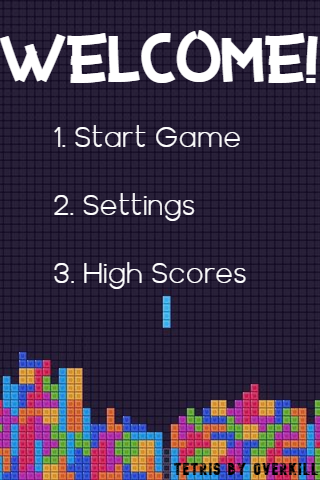 WELCOME!
1. Start Game
2. Settings
3. High Scores
TETRIS BY OVERKILL